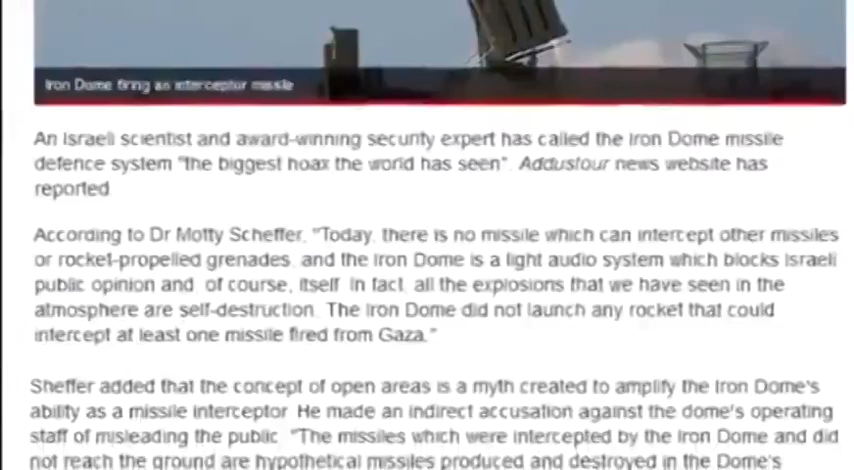 Iron Dome firing an interceptor missile
An Israeli scientist and award-winning security expert has called the Iron Dome missile
defence system "the biggest hoax the world has seen". Addustour news website has
reported
According to Dr Motty Scheffer, "Today, there is no missile which can intercept other missiles
or rocket-propelled grenades, and the Iron Dome is a light audio system which blocks Israeli
public opinion and, of course, itself. In fact, all the explosions that we have seen in the
atmosphere are self-destruction. The Iron Dome did not launch any rocket that could
intercept at least one missile fired from Gaza."
Sheffer added that the concept of open areas is a myth created to amplify the Iron Dome's
ability as a missile interceptor. He made an indirect accusation against the dome's operating
staff of misleading the public. "The missiles which were intercepted by the Iron Dome and did
not reach the ground are hypothetical missiles produced and destroyed in the Dome's